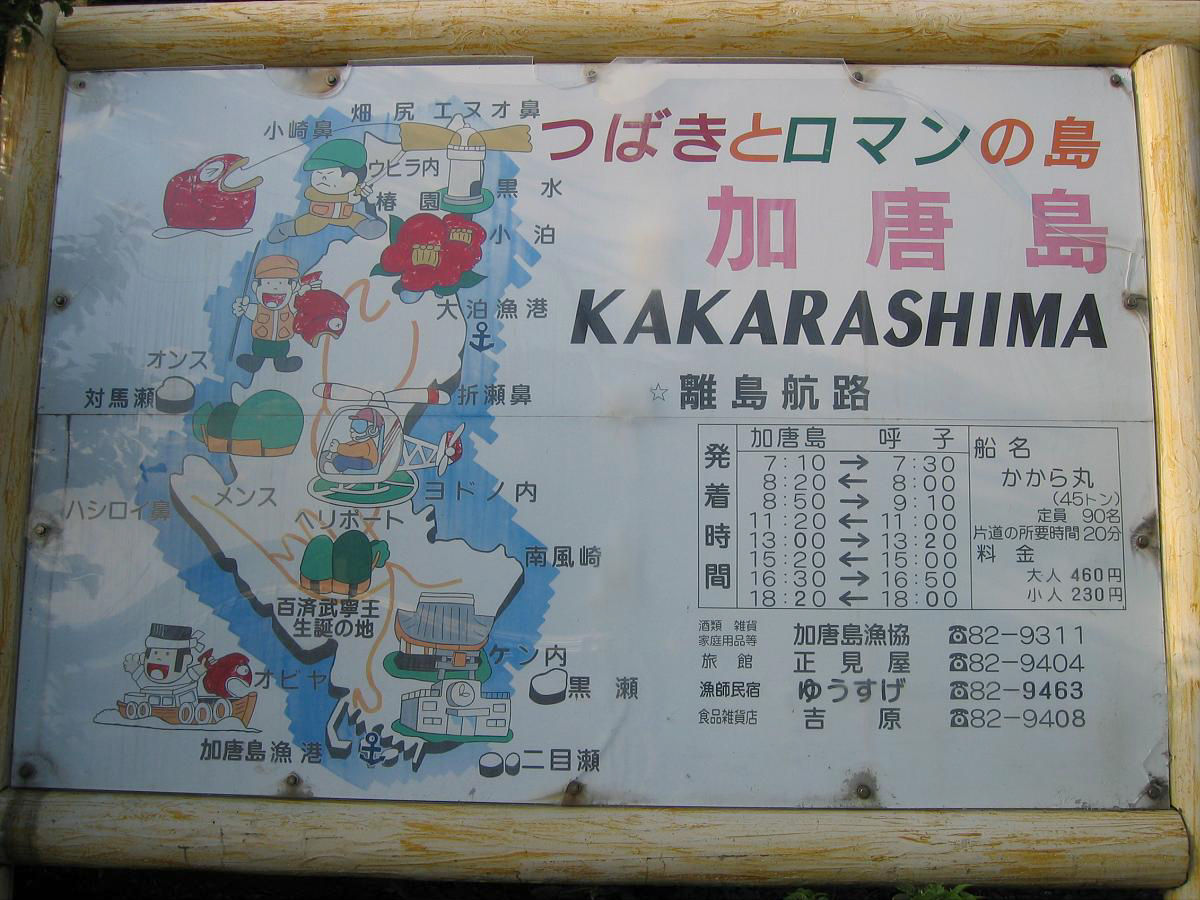 畑尻 エヌオ鼻
小崎鼻
ウヒラ内
椿園
黒水
小泊
大泊漁港
オンス
対馬瀬
折瀬鼻
ハシロイ鼻
メンス
ヨドノ内
ヘリポート
南風崎
百済武寧王
生誕の地
ケン内
オビヤ
黒瀬
加唐島漁港
二目瀬
つばきとロマンの島
加唐島
KAKARASHIMA
☆離島航路
発着時間
加唐島 呼子
7:10 → 7:30
8:20 ← 8:00
8:50 → 9:10
11:20 ← 11:00
13:00 → 13:20
15:20 ← 15:00
16:30 → 16:50
18:20 ← 18:00
船名
かから丸
(45トン)
定員 90名
片道の所要時間20分
料金
大人 460円
小人 230円
酒類 雑貨
家庭用品等 加唐島漁協 ☎82-9311
旅館 正見屋 ☎82-9404
漁師民宿 ゆうすげ ☎82-9463
食品雑貨店 吉原 ☎82-9408